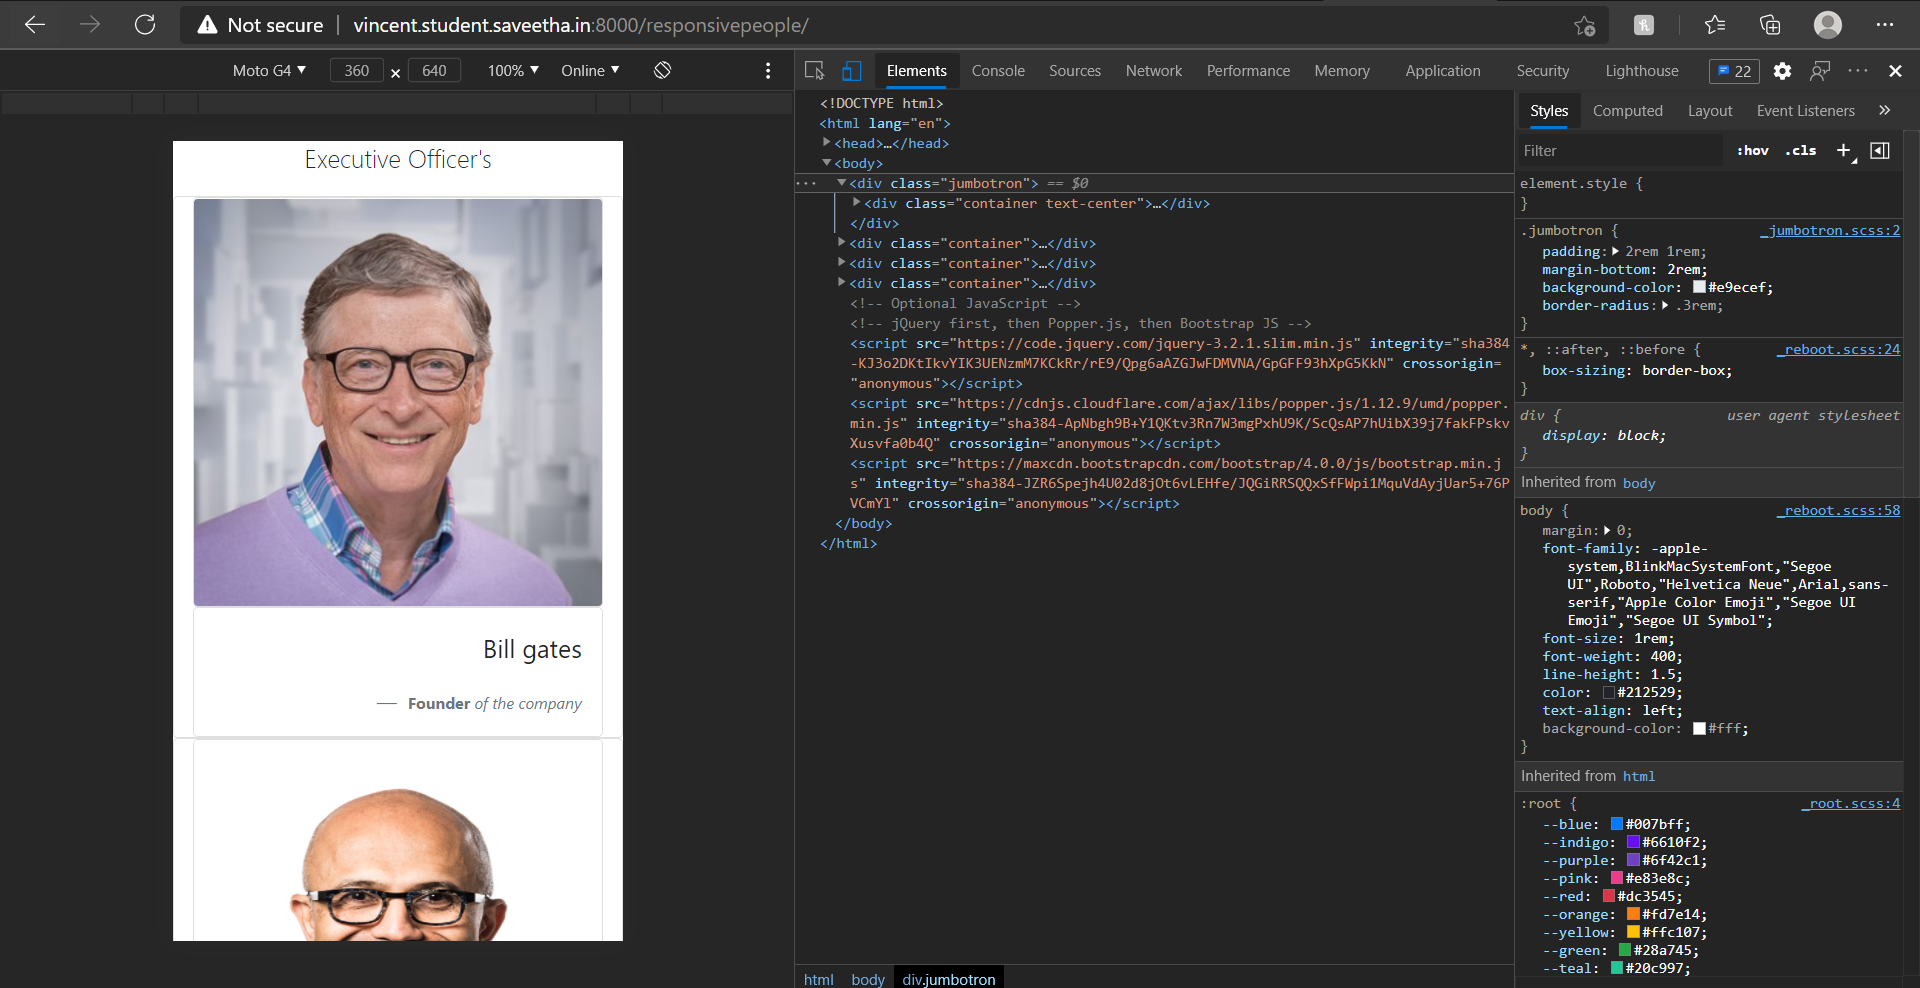 Not secure | vincent.student.saveetha.in:8000/responsivepeople/
Moto G4 ▼ 360 x 640 100% ▼ Online ▼
Elements Console Sources Network Performance Memory Application Security Lighthouse 22
Executive Officer's
Bill gates
— Founder of the company
<!DOCTYPE html>
<html lang="en">
▶<head>…</head>
▼<body>
··· ▼<div class="jumbotron"> == $0
▶<div class="container text-center">…</div>
</div>
▶<div class="container">…</div>
▶<div class="container">…</div>
▶<div class="container">…</div>
<!-- Optional JavaScript -->
<!-- jQuery first, then Popper.js, then Bootstrap JS -->
<script src="https://code.jquery.com/jquery-3.2.1.slim.min.js" integrity="sha384
-KJ3o2DKtIkvYIK3UENzmM7KCkRr/rE9/Qpg6aAZGJwFDMVNA/GpGFF93hXpG5KkN" crossorigin=
"anonymous"></script>
<script src="https://cdnjs.cloudflare.com/ajax/libs/popper.js/1.12.9/umd/popper.
min.js" integrity="sha384-ApNbgh9B+Y1QKtv3Rn7W3mgPxhU9K/ScQsAP7hUibX39j7fakFPskv
Xusvfa0b4Q" crossorigin="anonymous"></script>
<script src="https://maxcdn.bootstrapcdn.com/bootstrap/4.0.0/js/bootstrap.min.j
s" integrity="sha384-JZR6Spejh4U02d8jOt6vLEHfe/JQGiRRSQQxSfFWpi1MquVdAyjUar5+76P
VCmYl" crossorigin="anonymous"></script>
</body>
</html>
html body div.jumbotron
Styles Computed Layout Event Listeners »
Filter :hov .cls +
element.style {
}
.jumbotron { _jumbotron.scss:2
padding:▶ 2rem 1rem;
margin-bottom: 2rem;
background-color: #e9ecef;
border-radius:▶ .3rem;
}
*, ::after, ::before { _reboot.scss:24
box-sizing: border-box;
}
div { user agent stylesheet
display: block;
}
Inherited from body
body { _reboot.scss:58
margin:▶ 0;
font-family: -apple-
system,BlinkMacSystemFont,"Segoe
UI",Roboto,"Helvetica Neue",Arial,sans-
serif,"Apple Color Emoji","Segoe UI
Emoji","Segoe UI Symbol";
font-size: 1rem;
font-weight: 400;
line-height: 1.5;
color: #212529;
text-align: left;
background-color: #fff;
}
Inherited from html
:root { _root.scss:4
--blue: #007bff;
--indigo: #6610f2;
--purple: #6f42c1;
--pink: #e83e8c;
--red: #dc3545;
--orange: #fd7e14;
--yellow: #ffc107;
--green: #28a745;
--teal: #20c997;